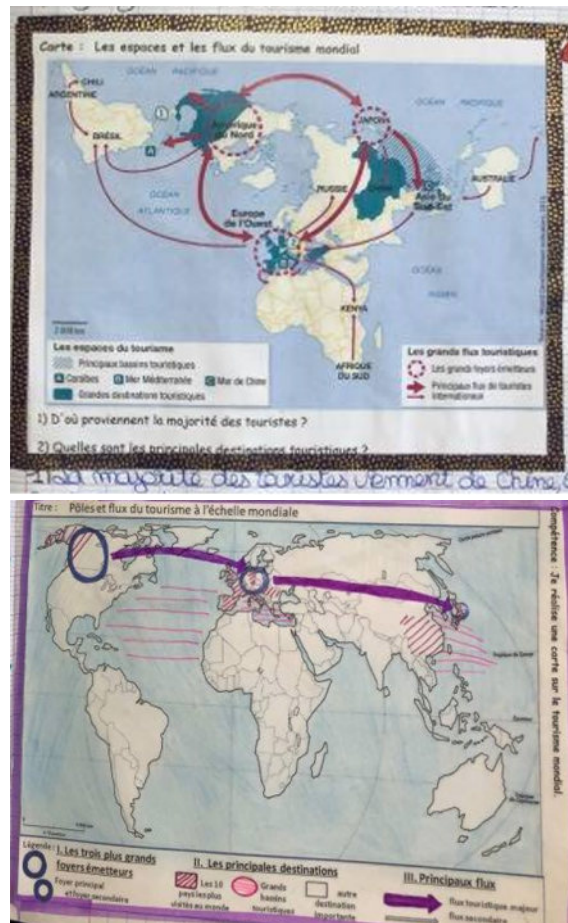 Carte : Les espaces et les flux du tourisme mondial
OCÉAN PACIFIQUE
CHILI
ARGENTINE
BRÉSIL
Amérique
du Nord
JAPON
OCÉAN PACIFIQUE
OCÉAN
ATLANTIQUE
Europe
de l'Ouest
RUSSIE
Asie du
Sud-Est
AUSTRALIE
OCÉAN
INDIEN
KENYA
AFRIQUE
DU SUD
2 000 km
Les espaces du tourisme
Principaux bassins touristiques
A Caraïbes B Mer Méditerranée C Mer de Chine
Grandes destinations touristiques
Les grands flux touristiques
Les grands foyers émetteurs
Principaux flux de touristes
internationaux
1) D'où proviennent la majorité des touristes ?
2) Quelles sont les principales destinations touristiques ?
1) La majorité des touristes viennent de Chine,
Titre : Pôles et flux du tourisme à l'échelle mondiale
Compétence : Je réalise une carte sur le tourisme mondial.
Légende : I. Les trois plus grands
foyers émetteurs
Foyer principal
et foyer secondaire
II. Les principales destinations
Les 10
pays les plus
visités au monde
Grands
bassins
touristiques
autre
destination
importante
III. Principaux flux
flux touristique majeur
flux secondaire